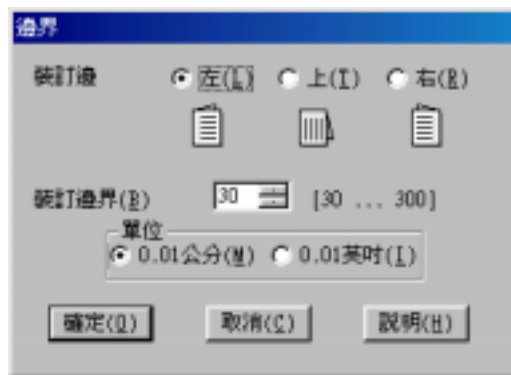 邊界
裝訂邊 左(L) 上(T) 右(R)
裝訂邊界(B) 30 [30 ... 300]
單位
0.01公分(M) 0.01英吋(I)
確定(O) 取消(C) 說明(H)